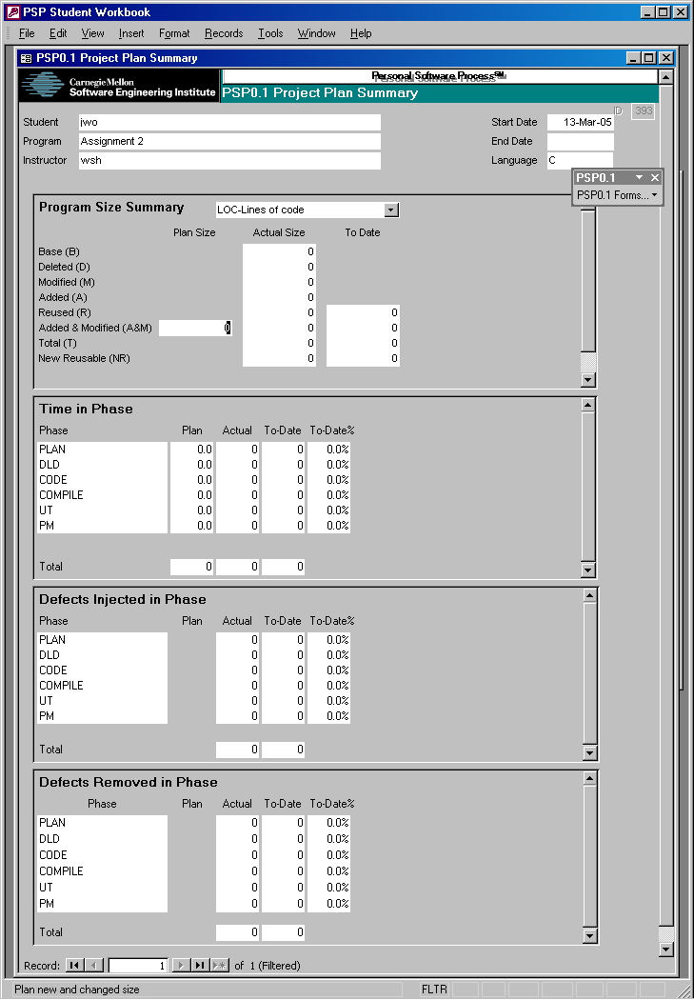 PSP Student Workbook
File Edit View Insert Format Records Tools Window Help
PSP0.1 Project Plan Summary
CarnegieMellon
Software Engineering Institute
Personal Software Process℠
PSP0.1 Project Plan Summary
ID 393
Student jwo Start Date 13-Mar-05
Program Assignment 2 End Date
Instructor wsh Language C
PSP0.1
PSP0.1 Forms...
Program Size Summary LOC-Lines of code
Plan Size Actual Size To Date
Base (B) 0
Deleted (D) 0
Modified (M) 0
Added (A) 0
Reused (R) 0 0
Added & Modified (A&M) 0 0 0
Total (T) 0 0
New Reusable (NR) 0 0
Time in Phase
Phase Plan Actual To-Date To-Date%
PLAN 0.0 0 0 0.0%
DLD 0.0 0 0 0.0%
CODE 0.0 0 0 0.0%
COMPILE 0.0 0 0 0.0%
UT 0.0 0 0 0.0%
PM 0.0 0 0 0.0%
Total 0 0 0
Defects Injected in Phase
Phase Plan Actual To-Date To-Date%
PLAN 0 0 0.0%
DLD 0 0 0.0%
CODE 0 0 0.0%
COMPILE 0 0 0.0%
UT 0 0 0.0%
PM 0 0 0.0%
Total 0 0
Defects Removed in Phase
Phase Plan Actual To-Date To-Date%
PLAN 0 0 0.0%
DLD 0 0 0.0%
CODE 0 0 0.0%
COMPILE 0 0 0.0%
UT 0 0 0.0%
PM 0 0 0.0%
Total 0 0
Record: 1 of 1 (Filtered)
Plan new and changed size FLTR